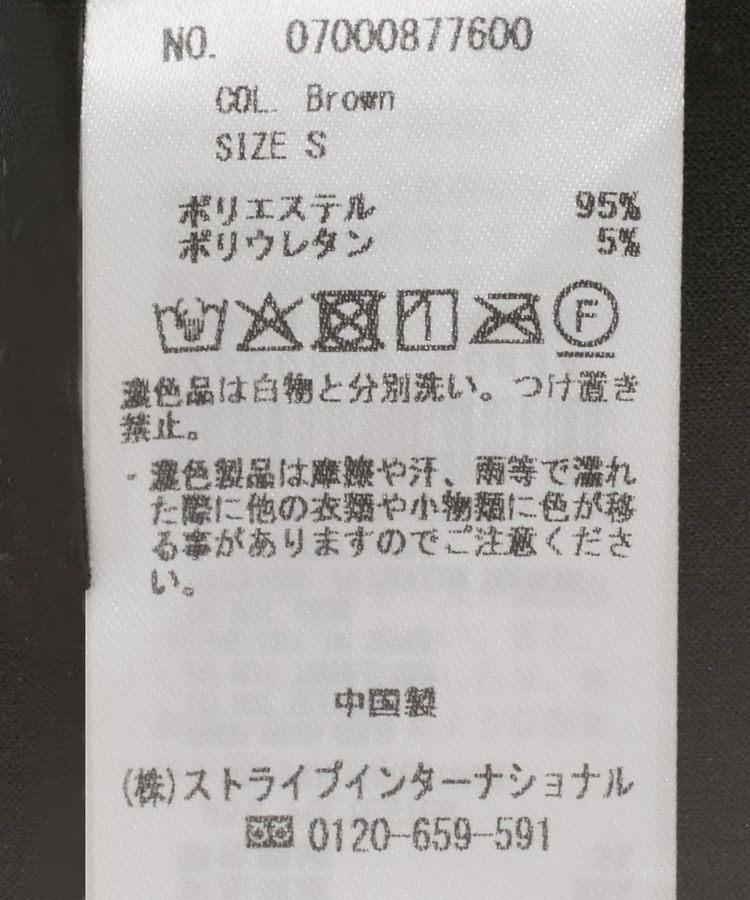 NO. 07000877600
COL. Brown
SIZE S
ポリエステル 95%
ポリウレタン 5%
F
濃色品は白物と分別洗い。つけ置き
禁止。
・濃色製品は摩擦や汗、雨等で濡れ
た際に他の衣類や小物類に色が移
る事がありますのでご注意くださ
い。
中国製
(株)ストライプインターナショナル
0120-659-591